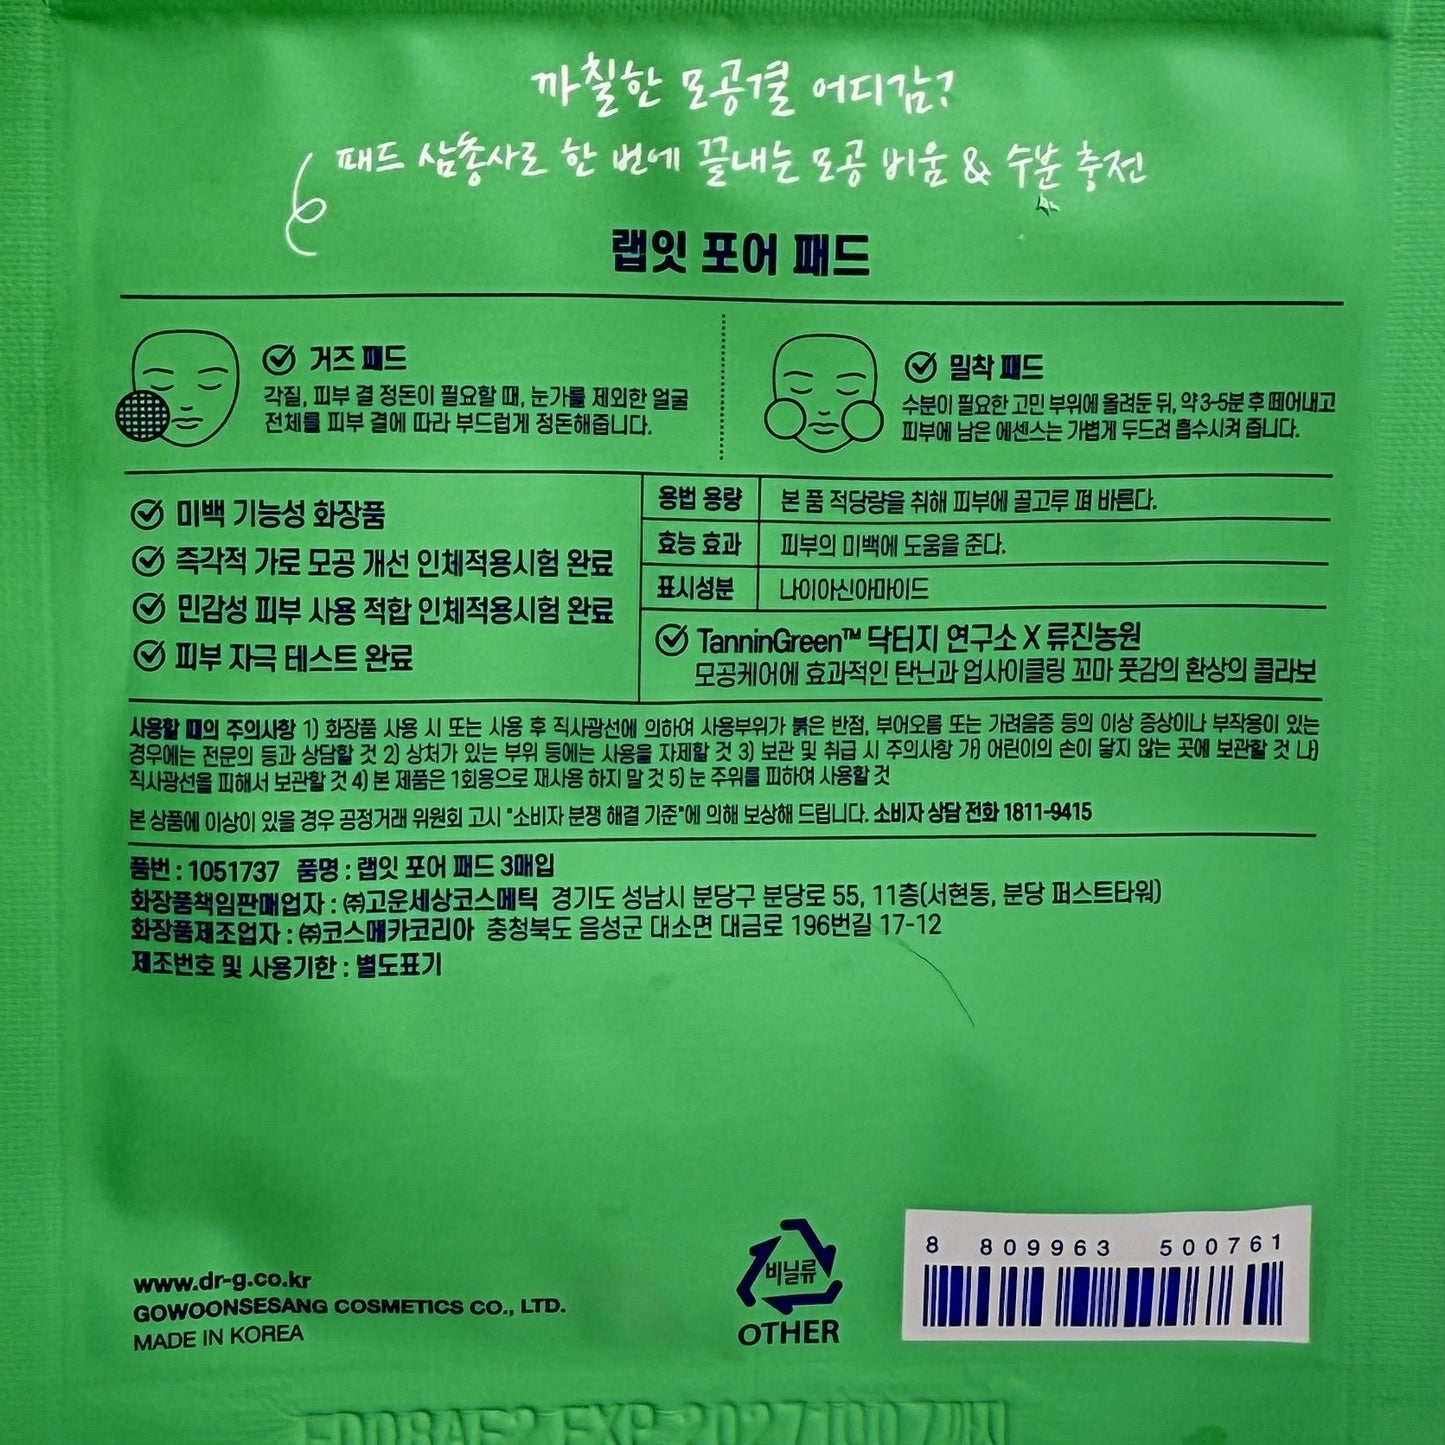 까칠한 모공결 어디감?
패드 삼총사로 한 번에 끝내는 모공 비움 & 수분 충전
랩잇 포어 패드
거즈 패드
각질, 피부 결 정돈이 필요할 때, 눈가를 제외한 얼굴
전체를 피부 결에 따라 부드럽게 정돈해줍니다.
밀착 패드
수분이 필요한 고민 부위에 올려둔 뒤, 약 3-5분 후 떼어내고
피부에 남은 에센스는 가볍게 두드려 흡수시켜 줍니다.
미백 기능성 화장품
즉각적 가로 모공 개선 인체적용시험 완료
민감성 피부 사용 적합 인체적용시험 완료
피부 자극 테스트 완료
용법 용량 본 품 적당량을 취해 피부에 골고루 펴 바른다.
효능 효과 피부의 미백에 도움을 준다.
표시성분 나이아신아마이드
TanninGreen™ 닥터지 연구소 X 류진농원
모공케어에 효과적인 탄닌과 업사이클링 꼬마 풋감의 환상의 콜라보
사용할 때의 주의사항 1) 화장품 사용 시 또는 사용 후 직사광선에 의하여 사용부위가 붉은 반점, 부어오름 또는 가려움증 등의 이상 증상이나 부작용이 있는
경우에는 전문의 등과 상담할 것 2) 상처가 있는 부위 등에는 사용을 자제할 것 3) 보관 및 취급 시 주의사항 가) 어린이의 손이 닿지 않는 곳에 보관할 것 나)
직사광선을 피해서 보관할 것 4) 본 제품은 1회용으로 재사용 하지 말 것 5) 눈 주위를 피하여 사용할 것
본 상품에 이상이 있을 경우 공정거래 위원회 고시 "소비자 분쟁 해결 기준"에 의해 보상해 드립니다. 소비자 상담 전화 1811-9415
품번 : 1051737 품명 : 랩잇 포어 패드 3매입
화장품책임판매업자 : ㈜고운세상코스메틱 경기도 성남시 분당구 분당로 55, 11층(서현동, 분당 퍼스트타워)
화장품제조업자 : ㈜코스메카코리아 충청북도 음성군 대소면 대금로 196번길 17-12
제조번호 및 사용기한 : 별도표기
www.dr-g.co.kr
GOWOONSESANG COSMETICS CO., LTD.
MADE IN KOREA
비닐류
OTHER
8 809963 500761
EXP 20271007